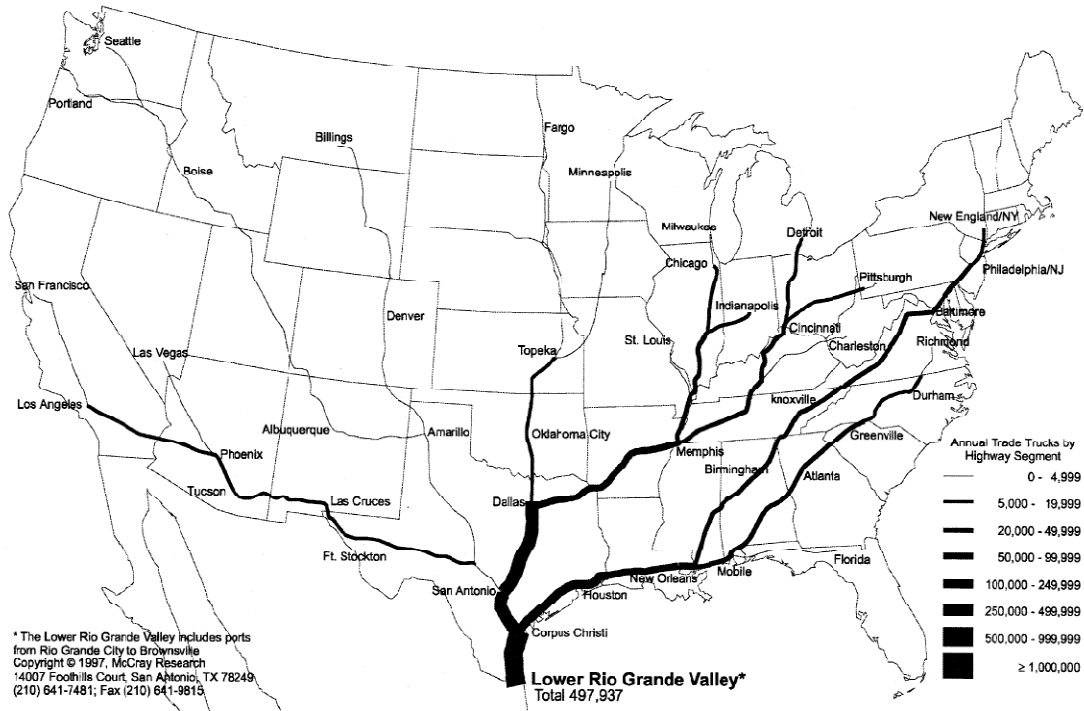 Seattle
Portland
Billings
Fargo
Boise
Minneapolis
New England/NY
Milwaukee
Detroit
Chicago
Philadelphia/NJ
Pittsburgh
San Francisco
Indianapolis
Denver
Baltimore
Cincinnati
St. Louis
Charleston
Richmond
Las Vegas
Topeka
Los Angeles
knoxville
Durham
Albuquerque
Amarillo
Oklahoma City
Greenville
Phoenix
Memphis
Birmingham
Atlanta
Tucson
Las Cruces
Dallas
Ft. Stockton
Florida
New Orleans
Mobile
San Antonio
Houston
Corpus Christi
Annual Trade Trucks by
Highway Segment
0 - 4,999
5,000 - 19,999
20,000 - 49,999
50,000 - 99,999
100,000 - 249,999
250,000 - 499,999
500,000 - 999,999
≥ 1,000,000
* The Lower Rio Grande Valley includes ports
from Rio Grande City to Brownsville
Copyright © 1997, McCray Research
14007 Foothills Court, San Antonio, TX 78249
(210) 641-7481; Fax (210) 641-9815
Lower Rio Grande Valley*
Total 497,937